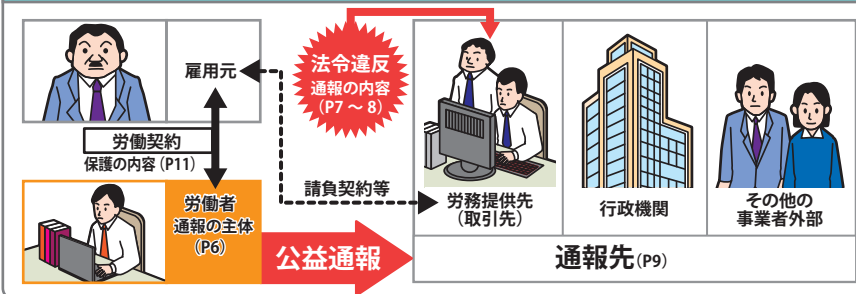 雇用元
労働契約
保護の内容(P11)
労働者
通報の主体
(P6)
法令違反
通報の内容
(P7～8)
請負契約等
公益通報
労務提供先
(取引先)
行政機関
その他の
事業者外部
通報先(P9)